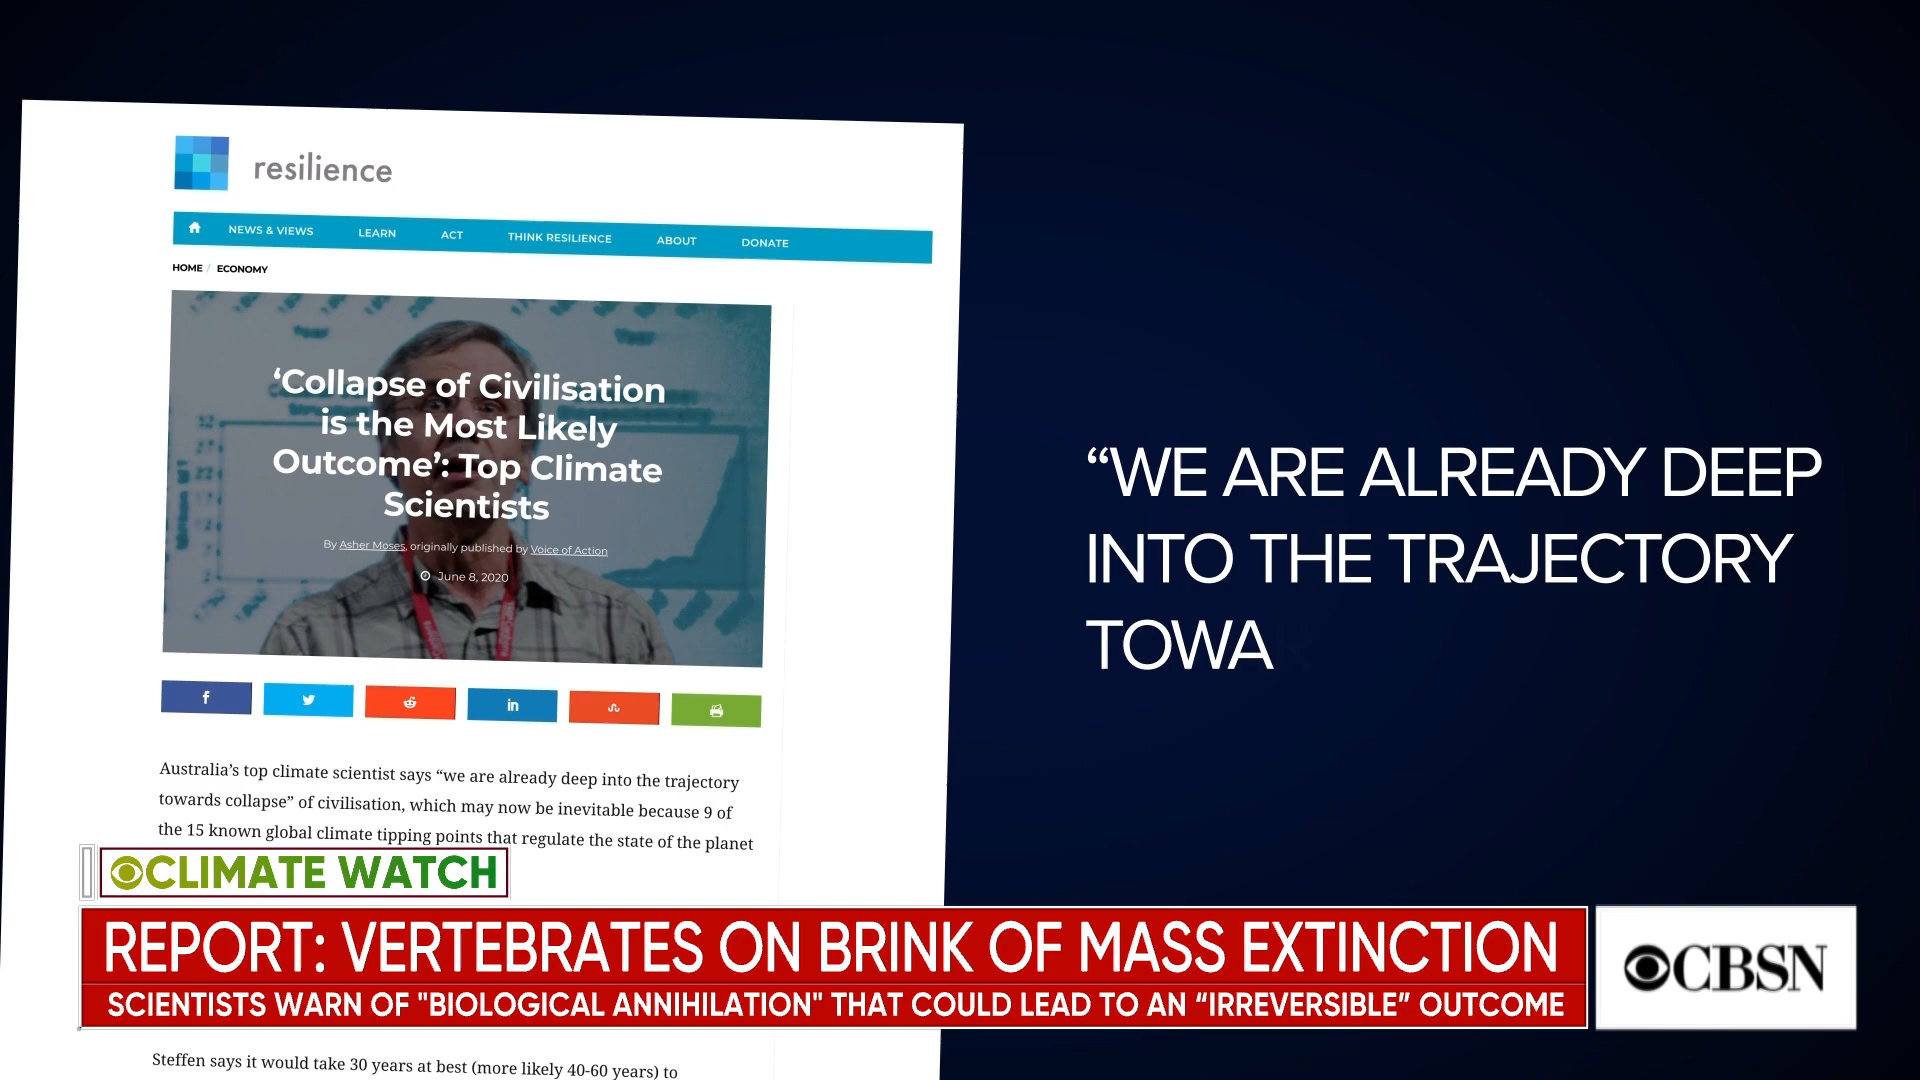 resilience
NEWS & VIEWS LEARN ACT THINK RESILIENCE ABOUT DONATE
HOME / ECONOMY
‘Collapse of Civilisation
is the Most Likely
Outcome’: Top Climate
Scientists
By Asher Moses, originally published by Voice of Action
June 8, 2020
f in
Australia’s top climate scientist says “we are already deep into the trajectory
towards collapse” of civilisation, which may now be inevitable because 9 of
the 15 known global climate tipping points that regulate the state of the planet
“WE ARE ALREADY DEEP
INTO THE TRAJECTORY
TOWA
CLIMATE WATCH
REPORT: VERTEBRATES ON BRINK OF MASS EXTINCTION
SCIENTISTS WARN OF "BIOLOGICAL ANNIHILATION" THAT COULD LEAD TO AN “IRREVERSIBLE” OUTCOME
CBSN
Steffen says it would take 30 years at best (more likely 40-60 years) to